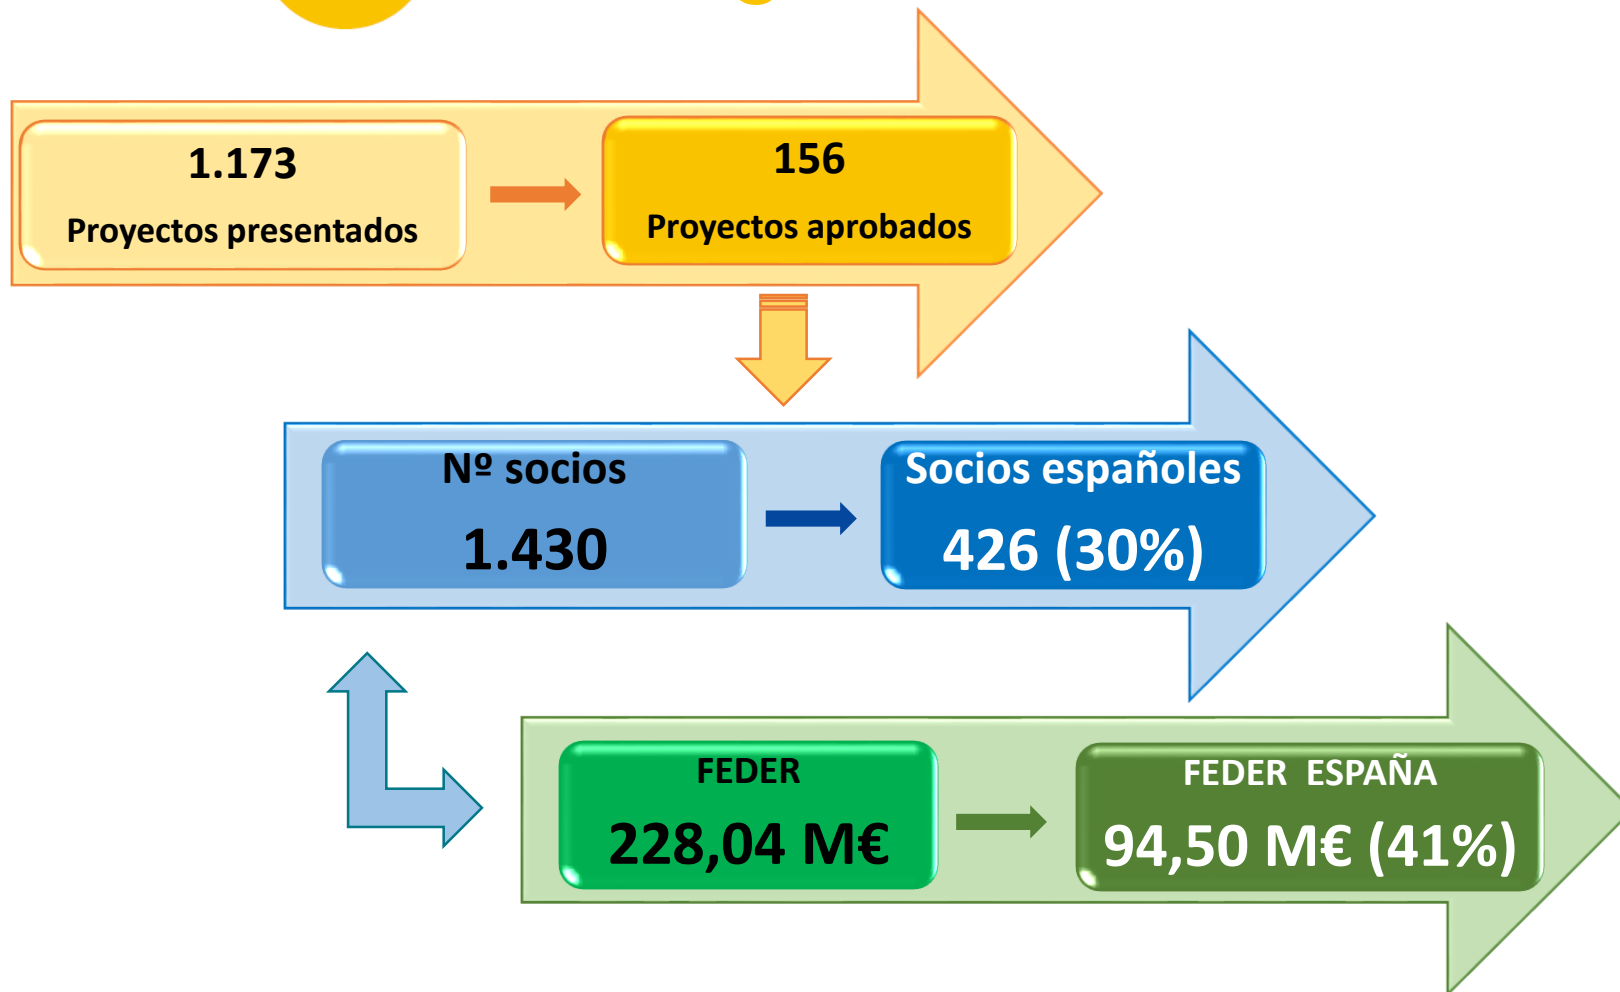 1.173
Proyectos presentados
156
Proyectos aprobados
Nº socios
1.430
Socios españoles
426 (30%)
FEDER
228,04 M€
FEDER ESPAÑA
94,50 M€ (41%)